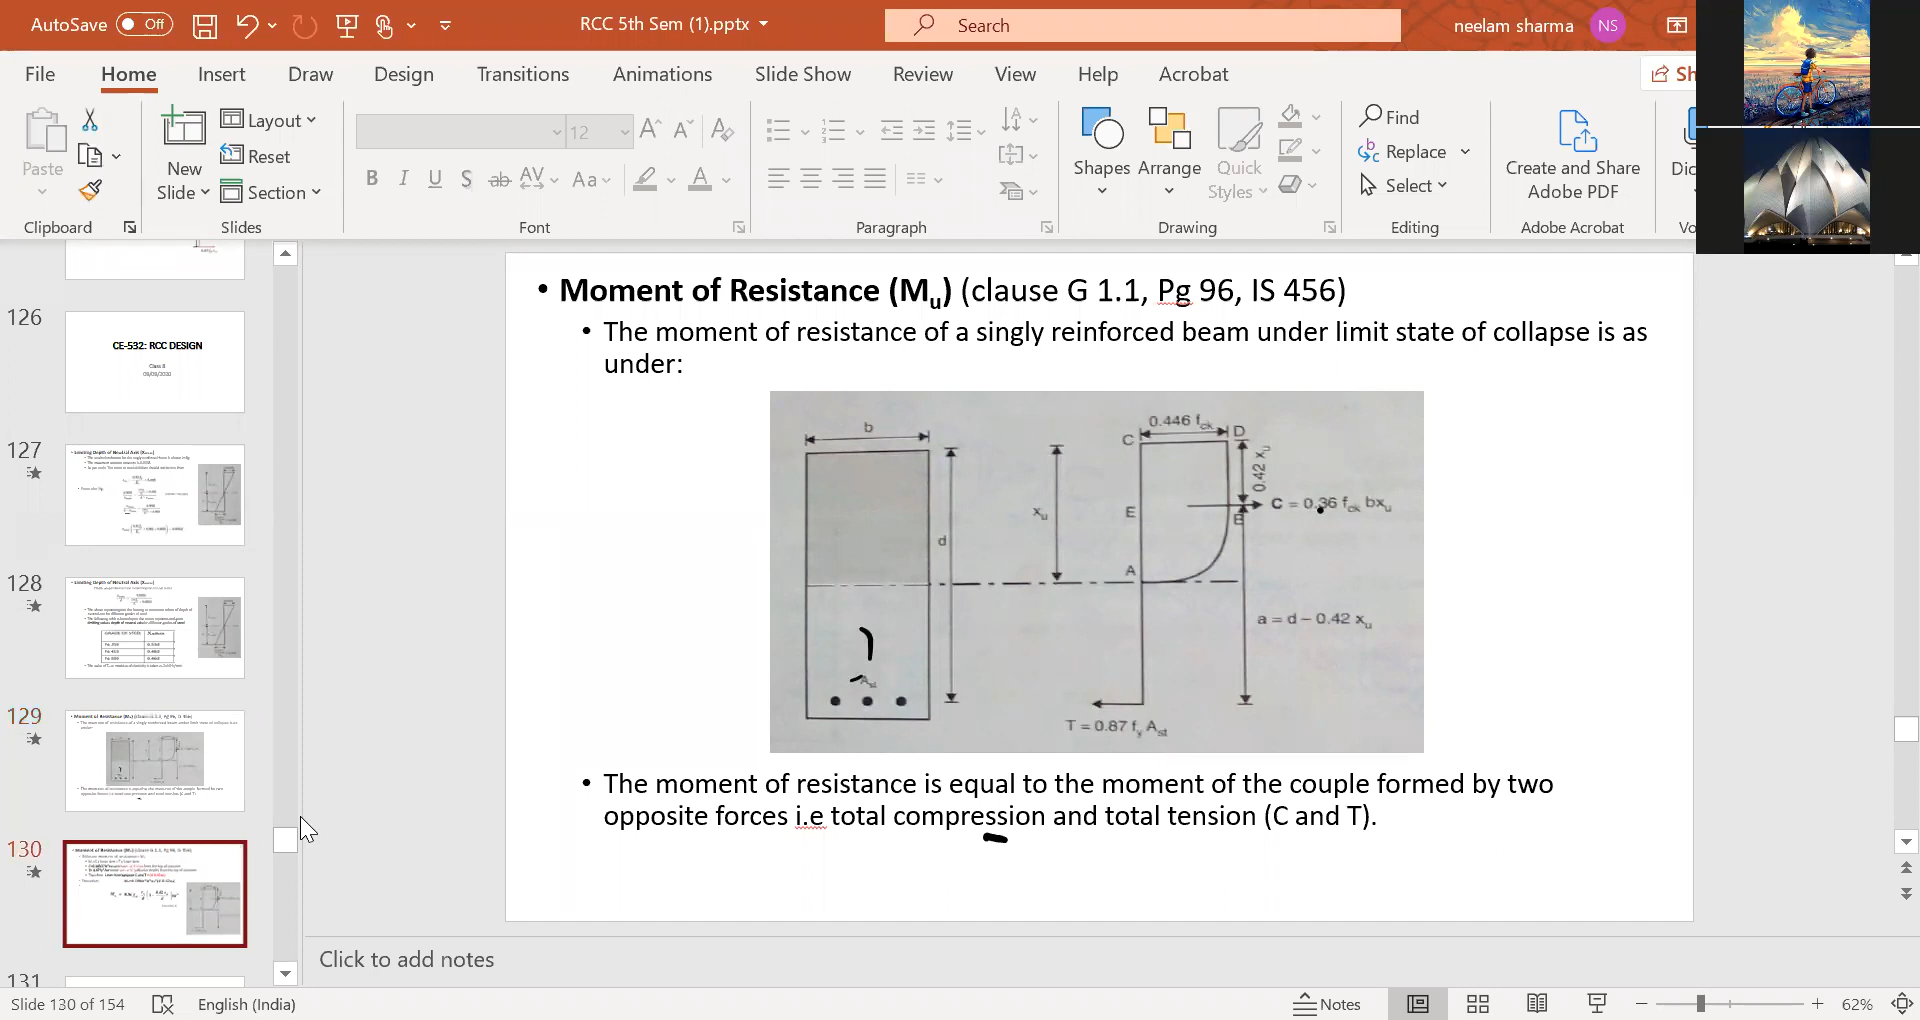 AutoSave Off
RCC 5th Sem (1).pptx
Search
neelam sharma NS
File Home Insert Draw Design Transitions Animations Slide Show Review View Help Acrobat
Paste
New Slide
Layout
Reset
Section
12
Shapes
Arrange
Quick Styles
Find
Replace
Select
Create and Share Adobe PDF
Clipboard
Slides
Font
Paragraph
Drawing
Editing
Adobe Acrobat
126
CE-532: RCC DESIGN
Class 8
127
128
129
130
131
• Moment of Resistance (Mu) (clause G 1.1, Pg 96, IS 456)
• The moment of resistance of a singly reinforced beam under limit state of collapse is as
under:
b
d
Ast
xu
0.446 fck
C
D
0.42 xu
E
B
C = 0.36 fck bxu
A
a = d – 0.42 xu
T = 0.87 fy Ast
• The moment of resistance is equal to the moment of the couple formed by two
opposite forces i.e total compression and total tension (C and T).
Click to add notes
Slide 130 of 154
English (India)
Notes
62%